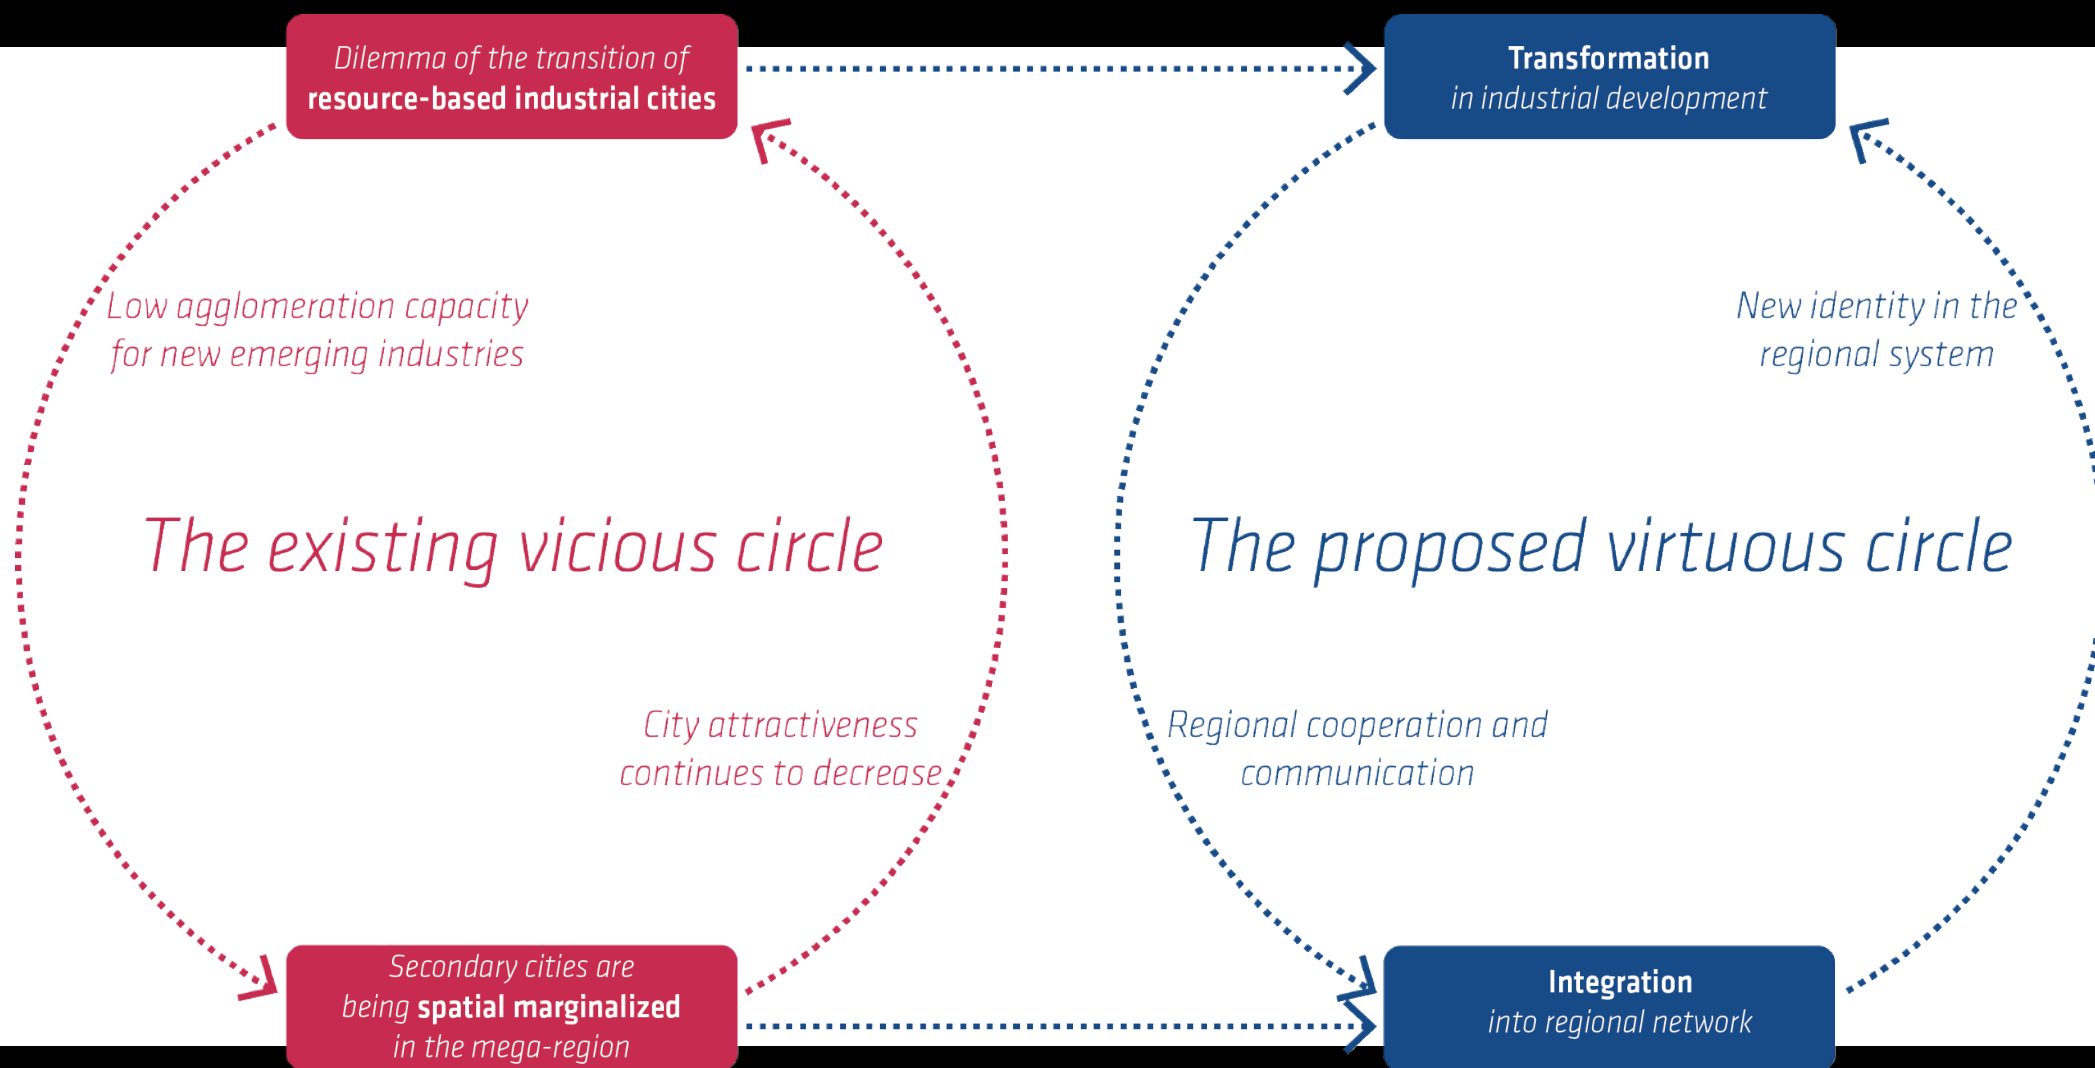 Dilemma of the transition of
resource-based industrial cities
Transformation
in industrial development
Low agglomeration capacity
for new emerging industries
New identity in the
regional system
The existing vicious circle
The proposed virtuous circle
City attractiveness
continues to decrease
Regional cooperation and
communication
Secondary cities are
being spatial marginalized
in the mega-region
Integration
into regional network